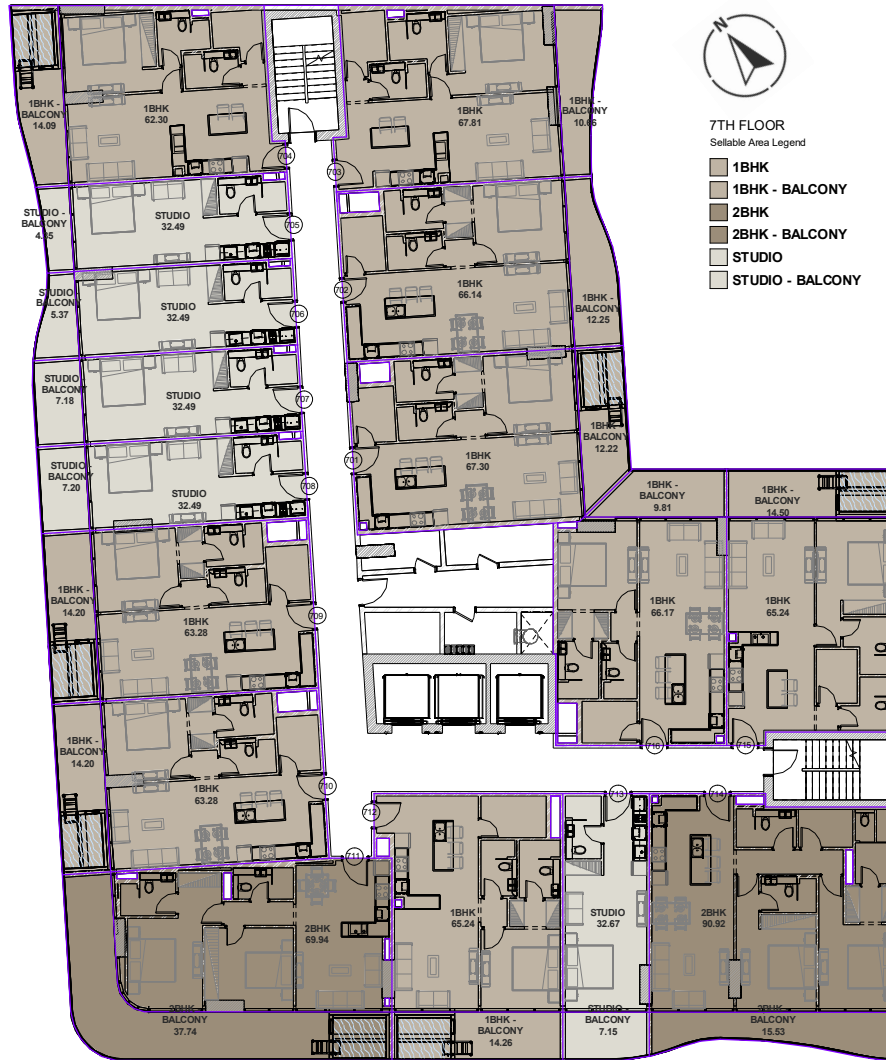 N
7TH FLOOR
Sellable Area Legend
1BHK
1BHK - BALCONY
2BHK
2BHK - BALCONY
STUDIO
STUDIO - BALCONY
1BHK -
BALCONY
14.09
1BHK
62.30
704
703
1BHK
67.81
1BHK -
BALCONY
10.66
STUDIO -
BALCONY
STUDIO
32.49
705
STUDIO -
BALCONY
5.37
STUDIO
32.49
706
702
1BHK
66.14
1BHK -
BALCONY
12.25
STUDIO
BALCONY
7.18
STUDIO
32.49
707
STUDIO -
BALCONY
7.20
STUDIO
32.49
708
701
1BHK
67.30
1BHK -
BALCONY
12.22
1BHK -
BALCONY
9.81
1BHK -
BALCONY
14.50
1BHK -
BALCONY
14.20
1BHK
63.28
709
1BHK
66.17
1BHK
65.24
716
715
1BHK -
BALCONY
14.20
1BHK
63.28
710
712
713
714
711
2BHK
69.94
1BHK
65.24
STUDIO
32.67
2BHK
90.92
2BHK -
BALCONY
37.74
1BHK -
BALCONY
14.26
STUDIO -
BALCONY
7.15
2BHK -
BALCONY
15.53